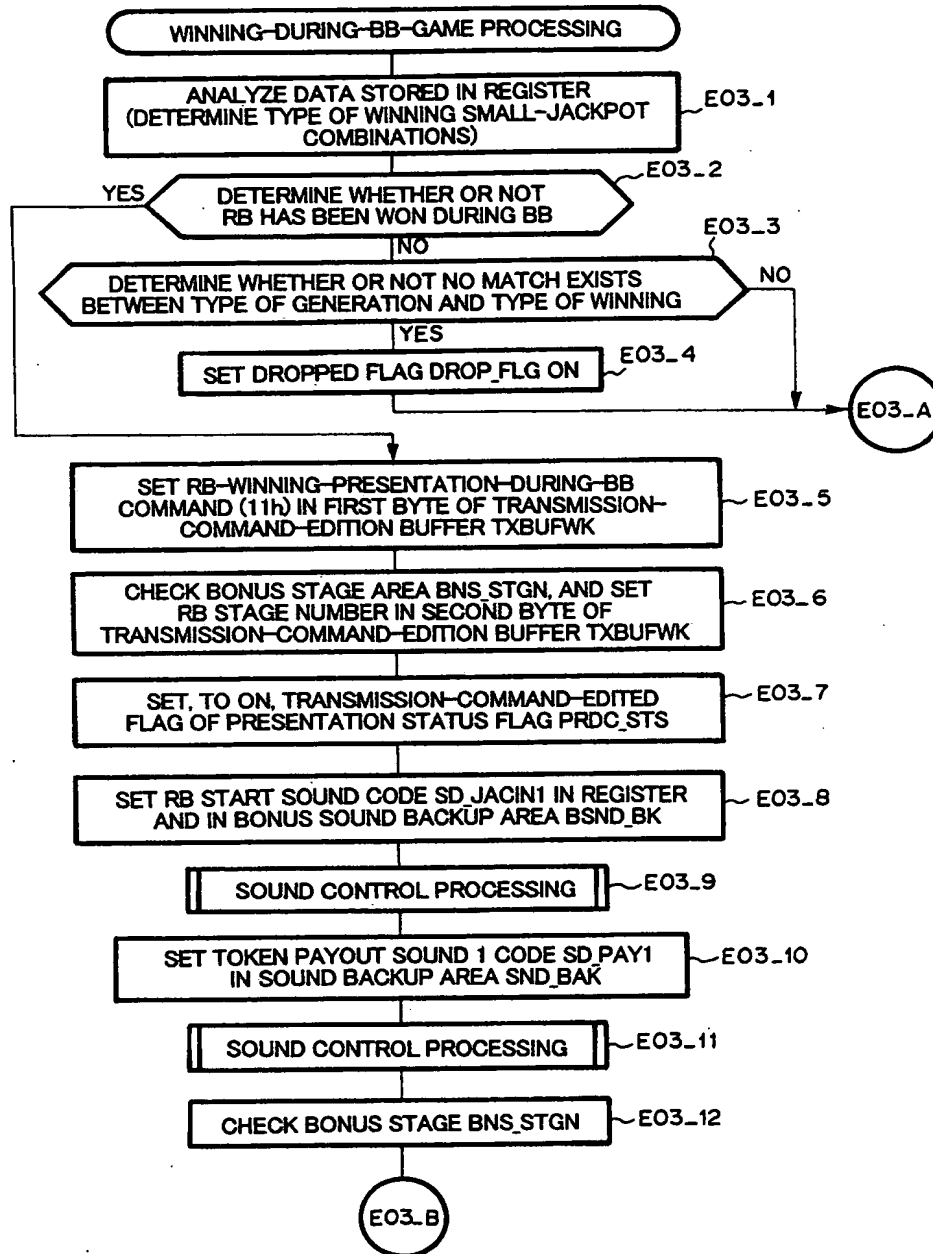 WINNING-DURING-BB-GAME PROCESSING
ANALYZE DATA STORED IN REGISTER
(DETERMINE TYPE OF WINNING SMALL-JACKPOT
COMBINATIONS)
E03_1
YES
DETERMINE WHETHER OR NOT
RB HAS BEEN WON DURING BB
E03_2
NO
DETERMINE WHETHER OR NOT NO MATCH EXISTS
BETWEEN TYPE OF GENERATION AND TYPE OF WINNING
E03_3
NO
YES
SET DROPPED FLAG DROP_FLG ON
E03_4
E03_A
SET RB-WINNING-PRESENTATION-DURING-BB
COMMAND (11h) IN FIRST BYTE OF TRANSMISSION-
COMMAND-EDITION BUFFER TXBUFWK
E03_5
CHECK BONUS STAGE AREA BNS_STGN, AND SET
RB STAGE NUMBER IN SECOND BYTE OF
TRANSMISSION-COMMAND-EDITION BUFFER TXBUFWK
E03_6
SET, TO ON, TRANSMISSION-COMMAND-EDITED
FLAG OF PRESENTATION STATUS FLAG PRDC_STS
E03_7
SET RB START SOUND CODE SD_JACIN1 IN REGISTER
AND IN BONUS SOUND BACKUP AREA BSND_BK
E03_8
SOUND CONTROL PROCESSING
E03_9
SET TOKEN PAYOUT SOUND 1 CODE SD_PAY1
IN SOUND BACKUP AREA SND_BAK
E03_10
SOUND CONTROL PROCESSING
E03_11
CHECK BONUS STAGE BNS_STGN
E03_12
E03_B